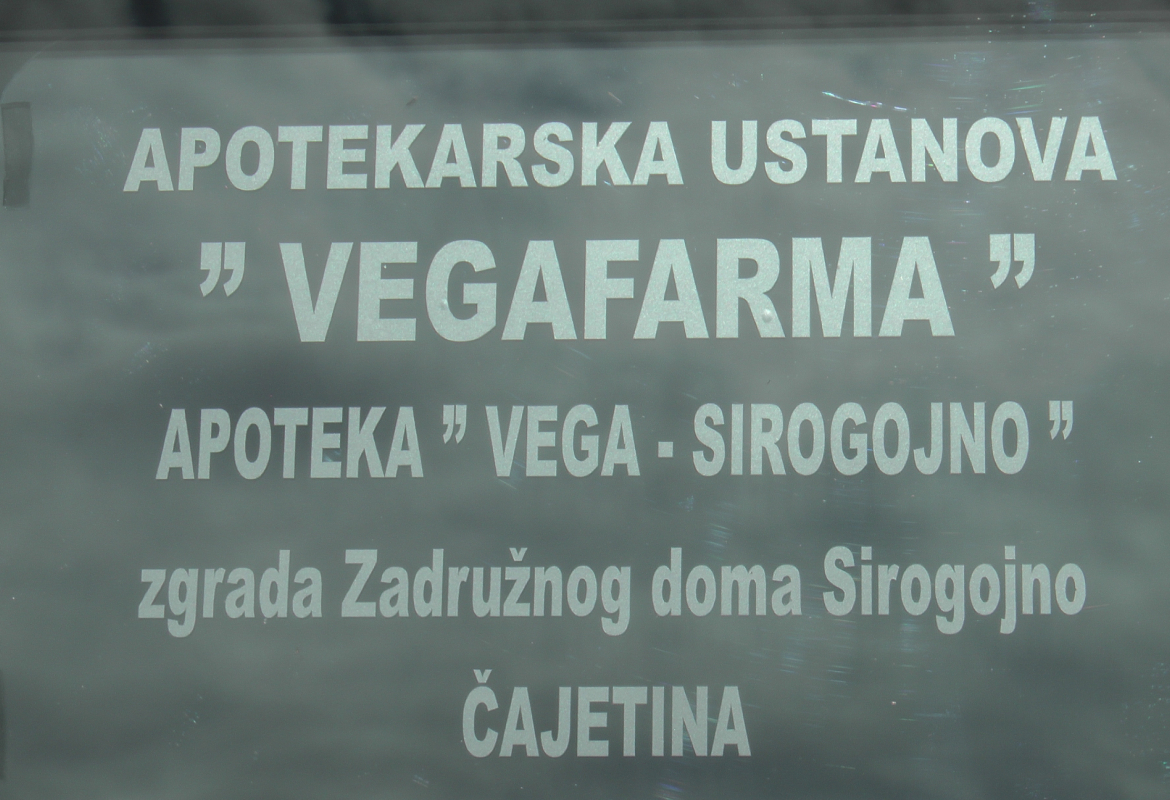 APOTEKARSKA USTANOVA
” VEGAFARMA ”
APOTEKA ” VEGA - SIROGOJNO ”
zgrada Zadružnog doma Sirogojno
ČAJETINA